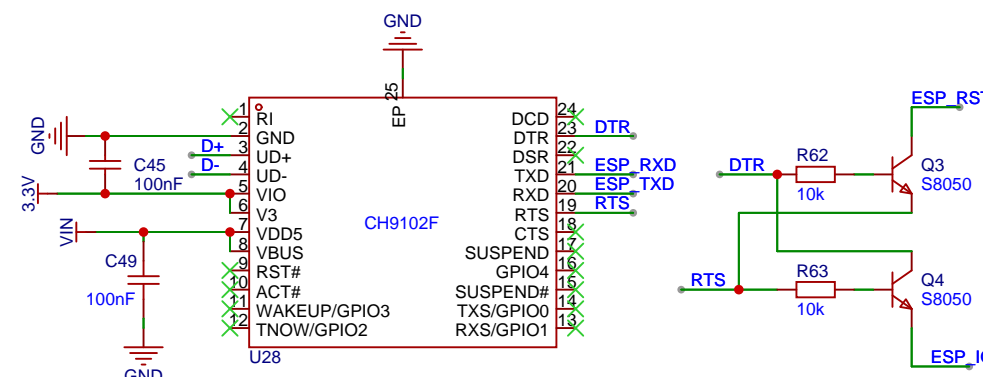 GND
EP 25
1 RI
2 GND
3 UD+
4 UD-
5 VIO
6 V3
7 VDD5
8 VBUS
9 RST#
10 ACT#
11 WAKEUP/GPIO3
12 TNOW/GPIO2
DCD 24
DTR 23
DSR 22
TXD 21
RXD 20
RTS 19
CTS 18
SUSPEND 17
GPIO4 16
SUSPEND# 15
TXS/GPIO0 14
RXS/GPIO1 13
CH9102F
U28
GND
D+
D-
C45
100nF
3.3V
VIN
C49
100nF
GND
DTR
ESP_RXD
ESP_TXD
RTS
ESP_RST
DTR
R62
10k
Q3
S8050
RTS
R63
10k
Q4
S8050